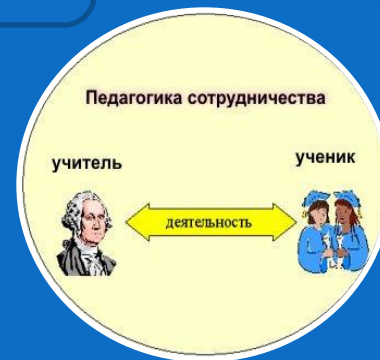 Педагогика сотрудничества
учитель
ученик
деятельность